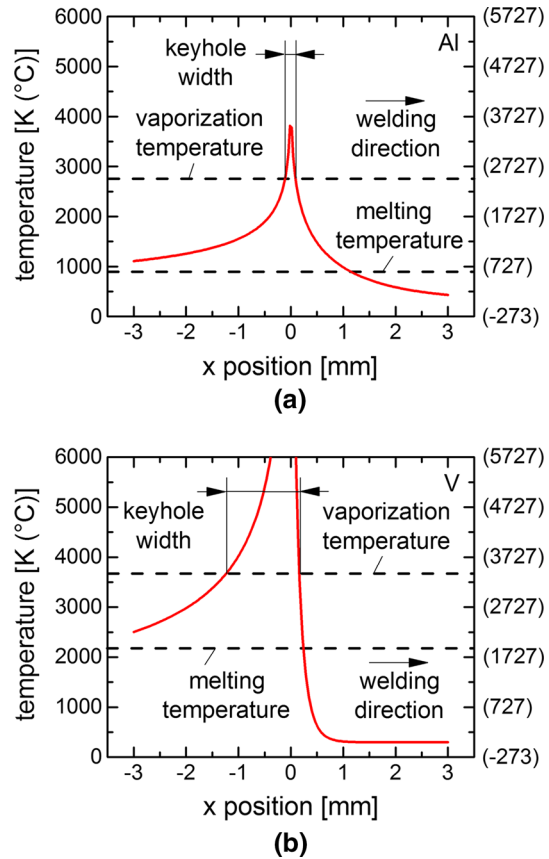 6000 (5727)
keyhole Al
width
5000 (4727)
4000 (3727)
vaporization welding
temperature direction
3000 (2727)
2000 (1727)
melting
temperature
1000 (727)
0 (-273)
-3 -2 -1 0 1 2 3
temperature [K (°C)]
x position [mm]
(a)
6000 (5727)
V
5000 (4727)
keyhole vaporization
width temperature
4000 (3727)
3000 (2727)
2000 (1727)
melting welding
temperature direction
1000 (727)
0 (-273)
-3 -2 -1 0 1 2 3
temperature [K (°C)]
x position [mm]
(b)